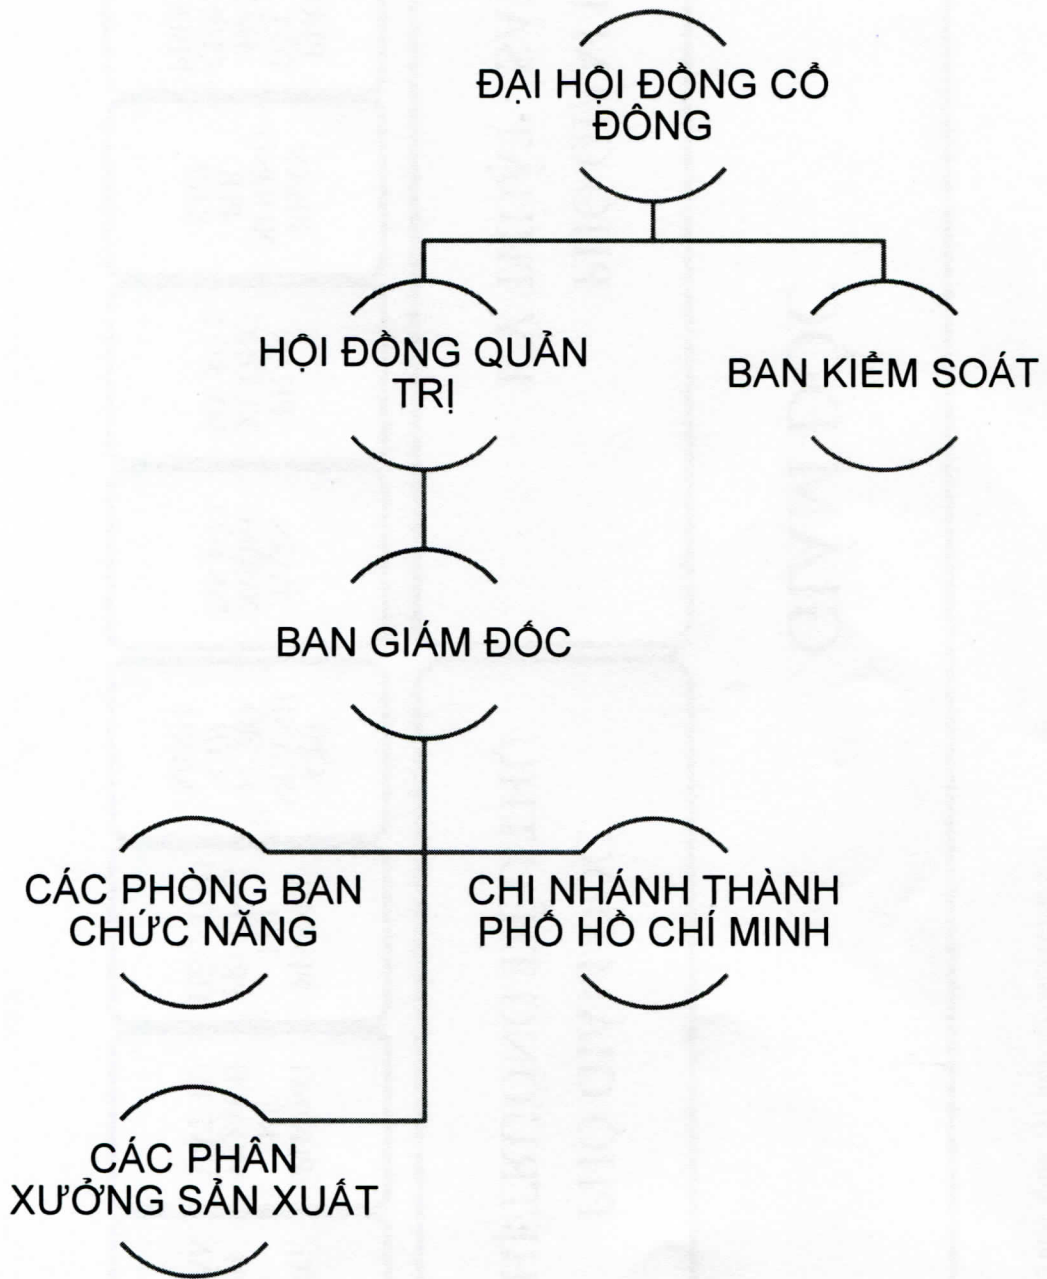 ĐẠI HỘI ĐỒNG CỔ
ĐÔNG
HỘI ĐỒNG QUẢN
TRỊ
BAN KIỂM SOÁT
BAN GIÁM ĐỐC
CÁC PHÒNG BAN
CHỨC NĂNG
CHI NHÁNH THÀNH
PHỐ HỒ CHÍ MINH
CÁC PHÂN
XƯỞNG SẢN XUẤT